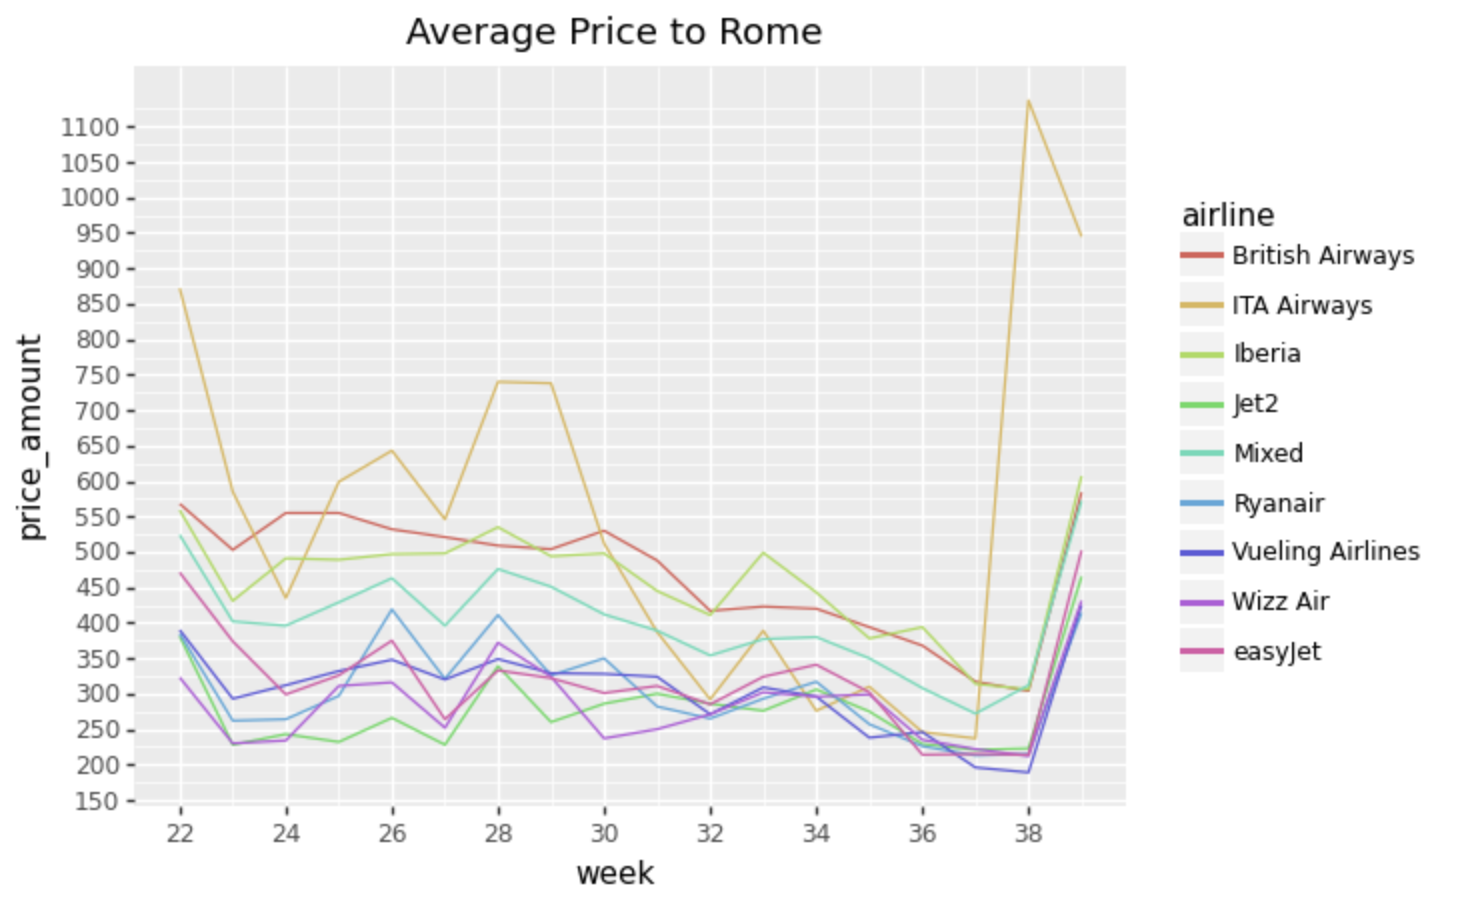 Average Price to Rome
price_amount
1100
1050
1000
950
900
850
800
750
700
650
600
550
500
450
400
350
300
250
200
150
22 24 26 28 30 32 34 36 38
week
airline
British Airways
ITA Airways
Iberia
Jet2
Mixed
Ryanair
Vueling Airlines
Wizz Air
easyJet